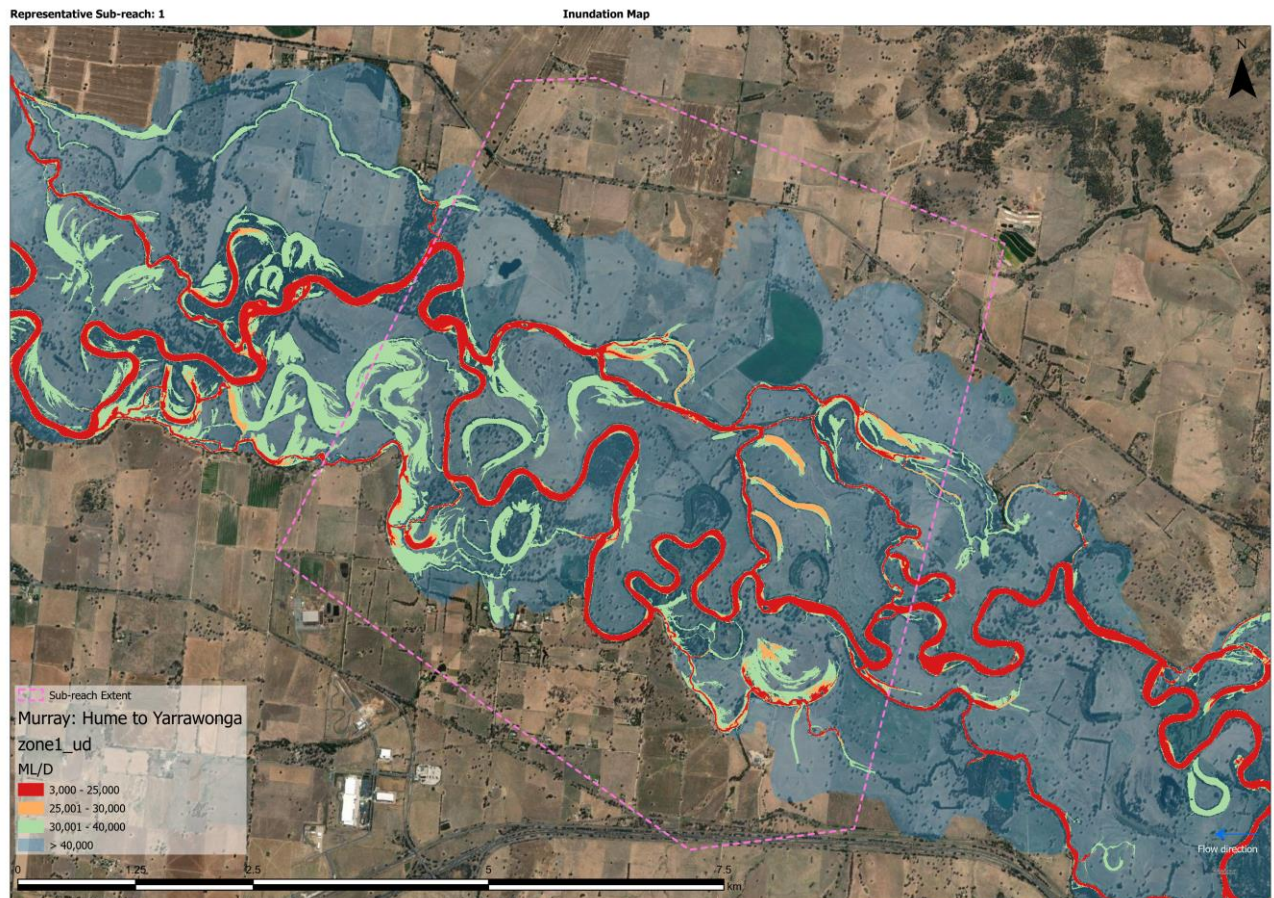 Representative Sub-reach: 1
Inundation Map
N
Sub-reach Extent
Murray: Hume to Yarrawonga
zone1_ud
ML/D
3,000 - 25,000
25,001 - 30,000
30,001 - 40,000
> 40,000
Flow direction
0 1.25 2.5 5 7.5
km